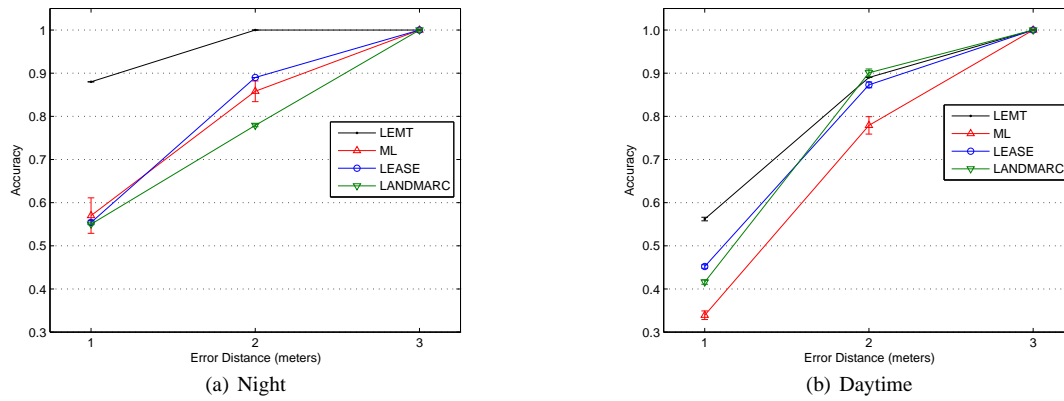 1
0.9
0.8
0.7
0.6
0.5
0.4
0.3
Accuracy
1
2
3
Error Distance (meters)
LEMT
ML
LEASE
LANDMARC
(a) Night
1.0
0.9
0.8
0.7
0.6
0.5
0.4
0.3
Accuracy
1
2
3
Error Distance (meters)
LEMT
ML
LEASE
LANDMARC
(b) Daytime